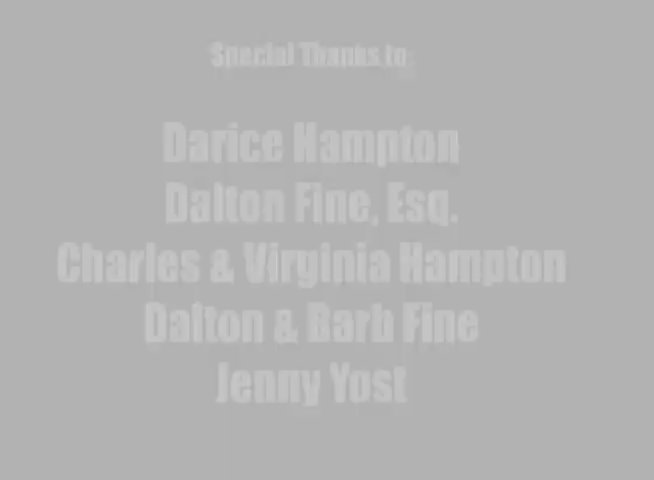 Special Thanks to
Darice Hampton
Dalton Fine, Esq.
Charles & Virginia Hampton
Dalton & Barb Fine
Jenny Yost